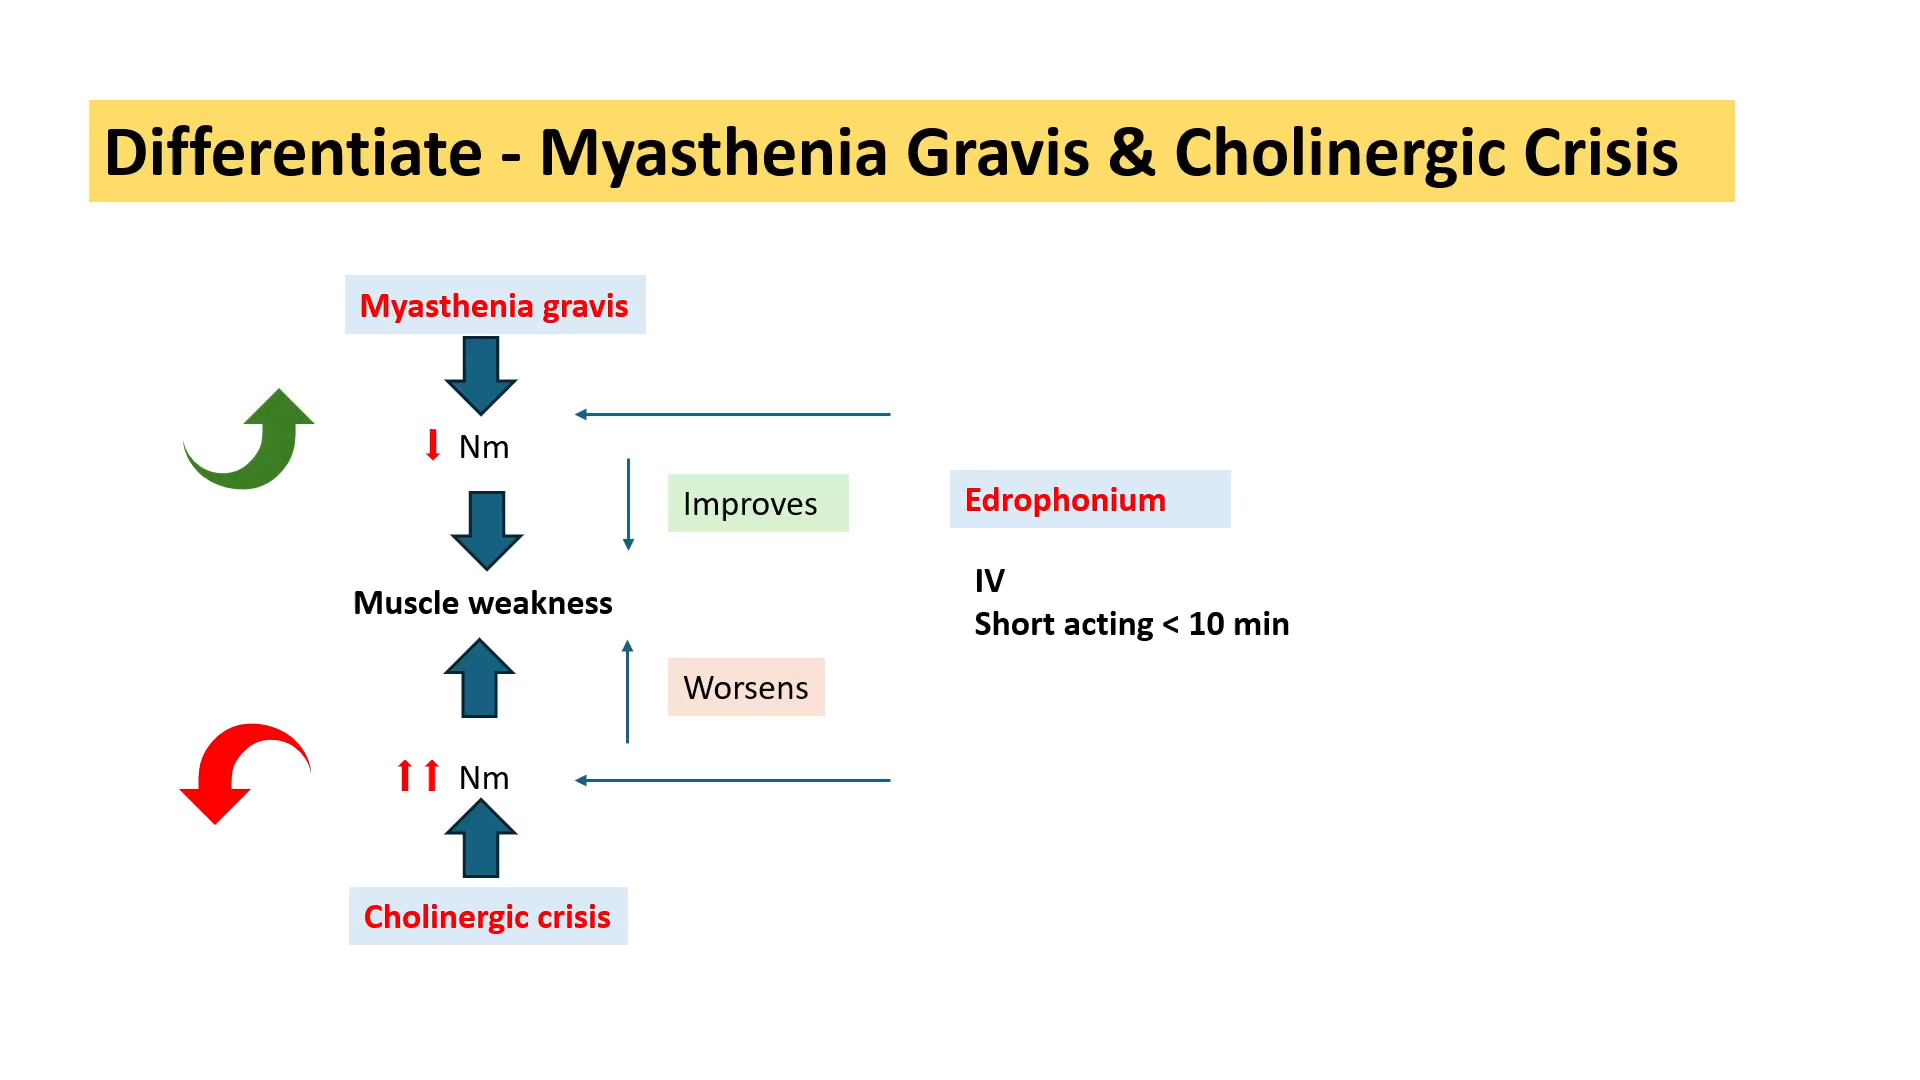 Differentiate - Myasthenia Gravis & Cholinergic Crisis
Myasthenia gravis
Nm
Improves
Edrophonium
IV
Short acting < 10 min
Muscle weakness
Worsens
Nm
Cholinergic crisis